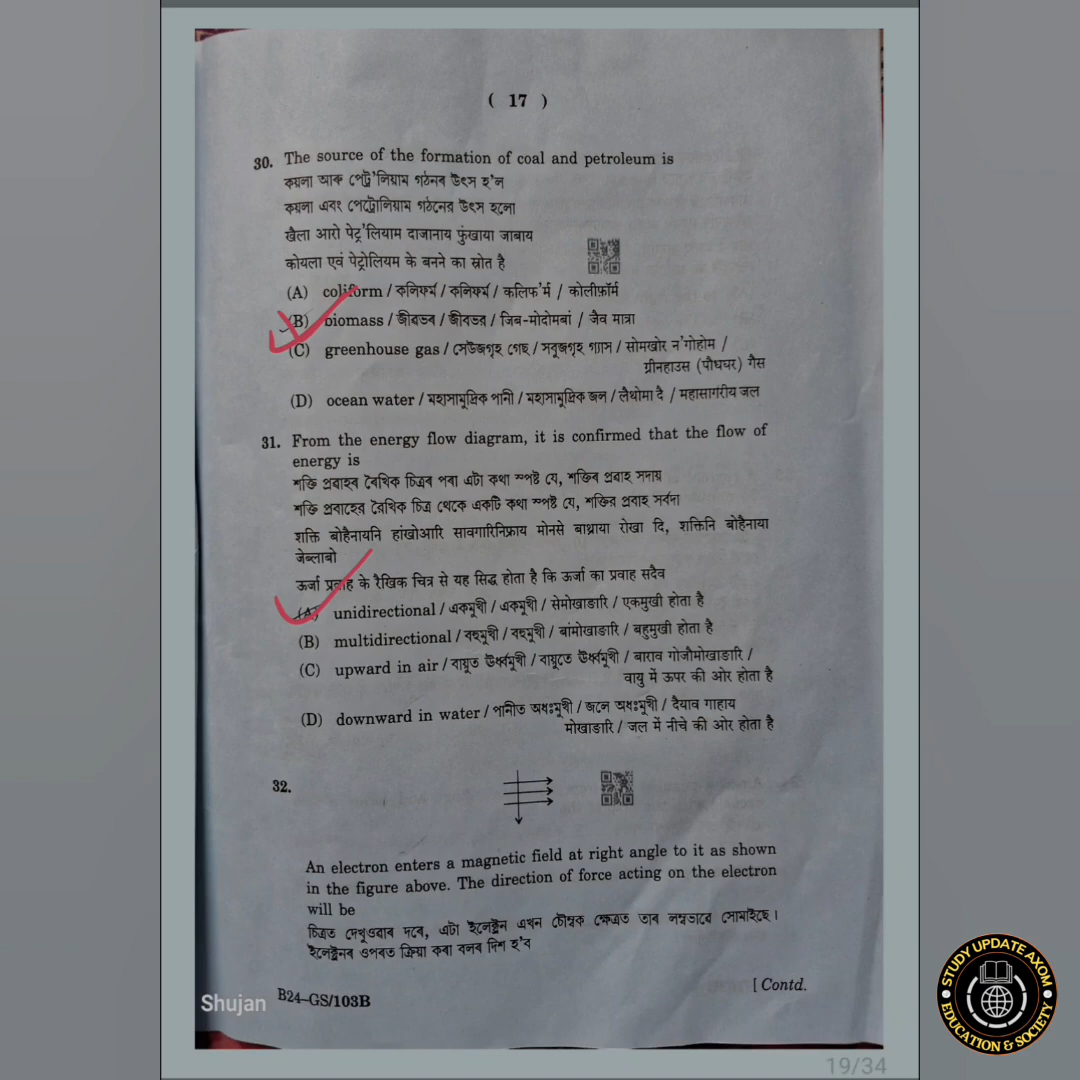 ( 17 )
30. The source of the formation of coal and petroleum is
কয়লা আৰু পেট্ৰ'লিয়াম গঠনৰ উৎস হ'ল
কয়লা এবং পেট্রোলিয়াম গঠনের উৎস হলো
खैला आरो पेट्र'लियाम दाजानाय फुंखाया जाबाय
कोयला एवं पेट्रोलियम के बनने का स्रोत है
(A) coliform / কলিফৰ্ম / কলিফর্ম / कलिफ'र्म / कोलीफ़ॉर्म
(B) biomass / জীৱভৰ / জীবভর / जिब-मोदोमबां / जैव मात्रा
(C) greenhouse gas / সেউজগৃহ গেছ / সবুজগৃহ গ্যাস / सोमखोर न'गोहोम /
ग्रीनहाउस (पौधघर) गैस
(D) ocean water / মহাসামুদ্ৰিক পানী / মহাসামুদ্রিক জল / लैथोमा दै / महासागरीय जल
31. From the energy flow diagram, it is confirmed that the flow of
energy is
শক্তি প্ৰবাহৰ ৰৈখিক চিত্ৰৰ পৰা এটা কথা স্পষ্ট যে, শক্তিৰ প্ৰবাহ সদায়
শক্তি প্রবাহের রৈখিক চিত্র থেকে একটি কথা স্পষ্ট যে, শক্তির প্রবাহ সর্বদা
शक्ति बोहैनायनि हांखोआरि सावगारिनिफ्राय मोनसे बाथ्राया रोखा दि, शक्तिनि बोहैनाया
जेब्लाबो
ऊर्जा प्रवाह के रैखिक चित्र से यह सिद्ध होता है कि ऊर्जा का प्रवाह सदैव
(A) unidirectional / একমুখী / একমুখী / सेमोखाङारि / एकमुखी होता है
(B) multidirectional / বহুমুখী / বহুমুখী / बांमोखाङारि / बहुमुखी होता है
(C) upward in air / বায়ুত ঊৰ্ধ্বমুখী / বায়ুতে ঊর্ধ্বমুখী / बाराव गोजौमोखाङारि /
वायु में ऊपर की ओर होता है
(D) downward in water / পানীত অধঃমুখী / জলে অধঃমুখী / दैयाव गाहाय
मोखाङारि / जल में नीचे की ओर होता है
32.
An electron enters a magnetic field at right angle to it as shown
in the figure above. The direction of force acting on the electron
will be
চিত্ৰত দেখুওৱাৰ দৰে, এটা ইলেক্ট্ৰন এখন চৌম্বক ক্ষেত্ৰত তাৰ লম্বভাৱে সোমাইছে।
ইলেক্ট্ৰনৰ ওপৰত ক্ৰিয়া কৰা বলৰ দিশ হ'ব
[ Contd.
Shujan B24–GS/103B
19/34
STUDY UPDATE AXOM
EDUCATION & SOCIETY